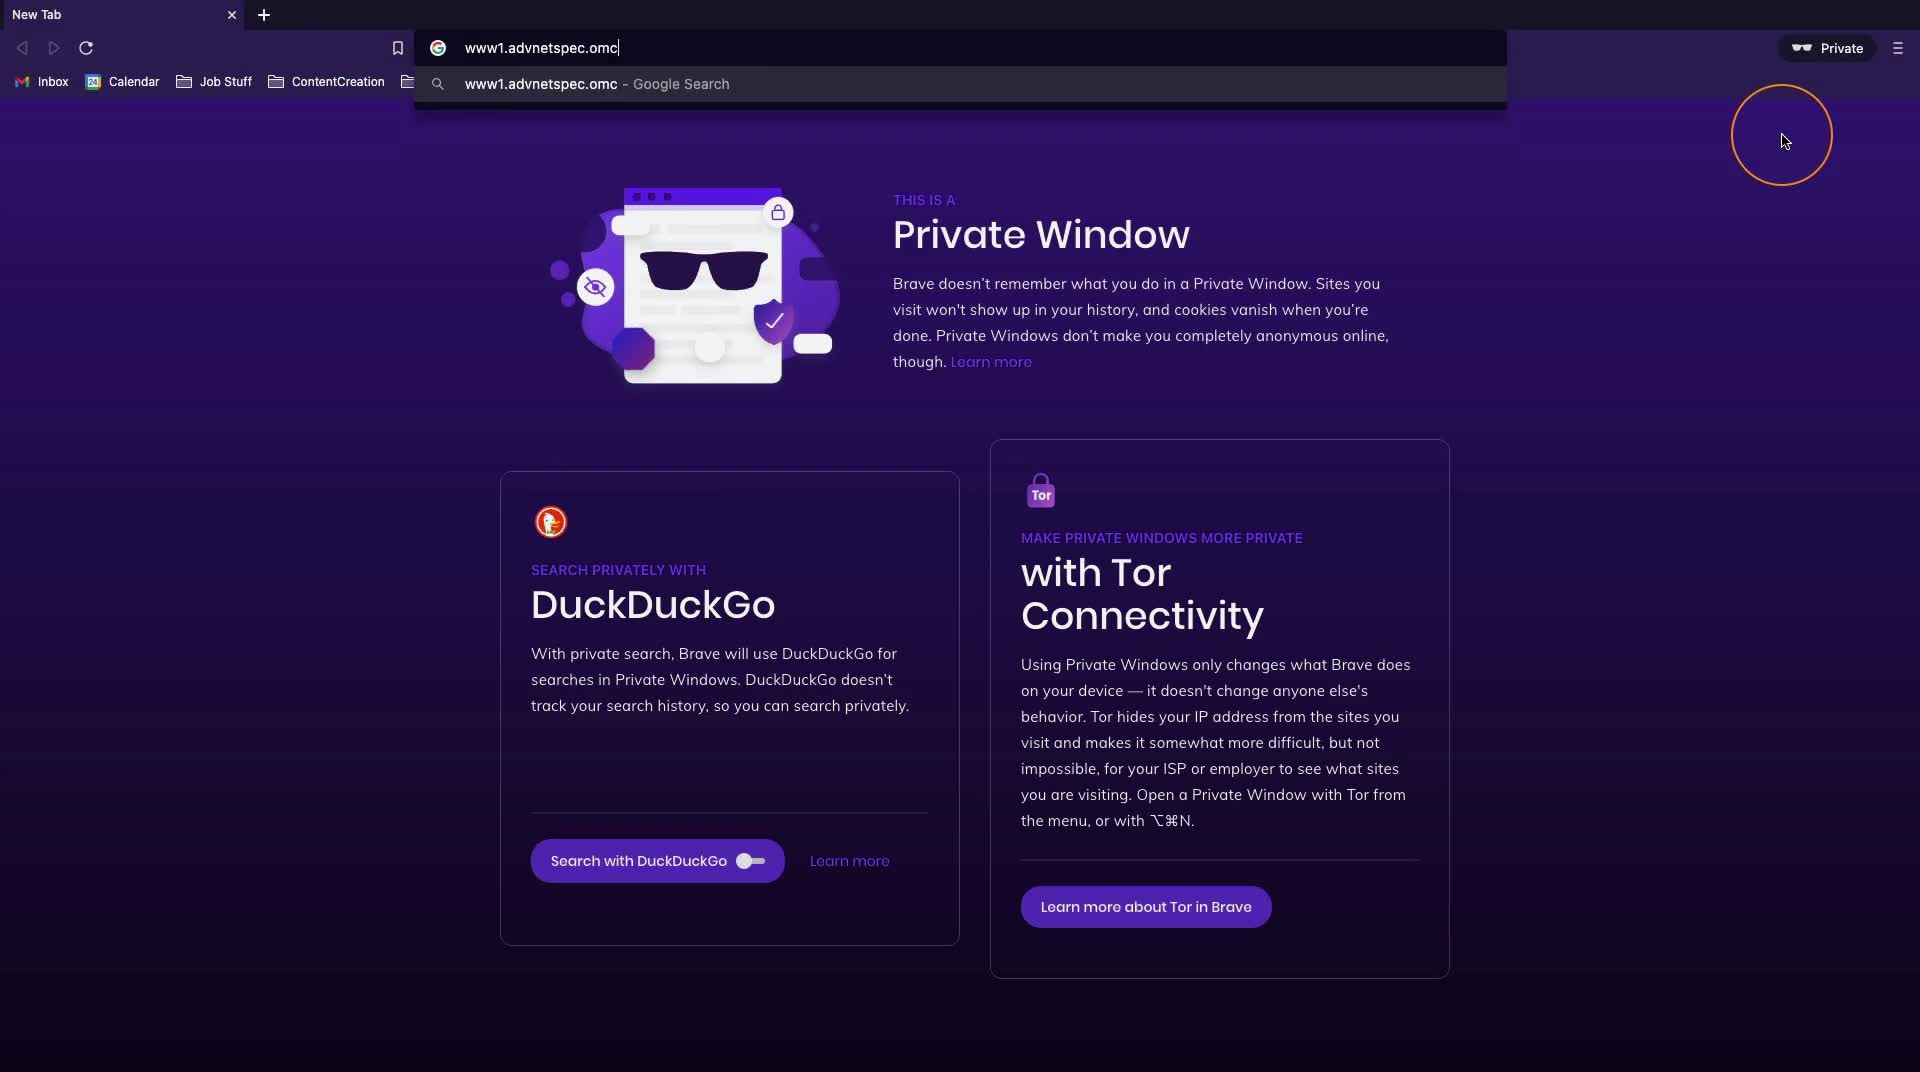 New Tab
www1.advnetspec.omc
Private
Inbox
24
Calendar
Job Stuff
ContentCreation
www1.advnetspec.omc - Google Search
THIS IS A
Private Window
Brave doesn't remember what you do in a Private Window. Sites you
visit won't show up in your history, and cookies vanish when you're
done. Private Windows don't make you completely anonymous online,
though. Learn more
SEARCH PRIVATELY WITH
DuckDuckGo
With private search, Brave will use DuckDuckGo for
searches in Private Windows. DuckDuckGo doesn't
track your search history, so you can search privately.
Search with DuckDuckGo
Learn more
Tor
MAKE PRIVATE WINDOWS MORE PRIVATE
with Tor
Connectivity
Using Private Windows only changes what Brave does
on your device — it doesn't change anyone else's
behavior. Tor hides your IP address from the sites you
visit and makes it somewhat more difficult, but not
impossible, for your ISP or employer to see what sites
you are visiting. Open a Private Window with Tor from
the menu, or with ⌥⌘N.
Learn more about Tor in Brave